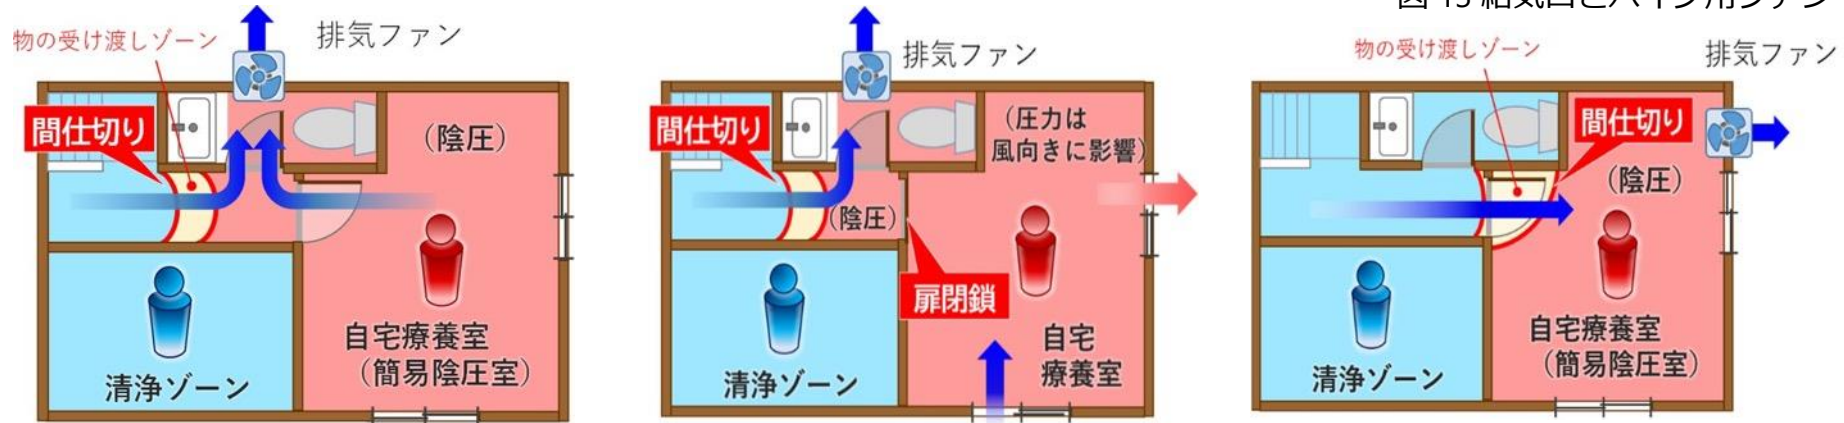 図 15 給気口とパイプ用ファン
物の受け渡しゾーン
排気ファン
間仕切り
（陰圧）
自宅療養室
（簡易陰圧室）
清浄ゾーン
排気ファン
間仕切り
（圧力は
風向きに影響）
（陰圧）
扉閉鎖
自宅
療養室
清浄ゾーン
物の受け渡しゾーン
排気ファン
間仕切り
（陰圧）
自宅療養室
（簡易陰圧室）
清浄ゾーン